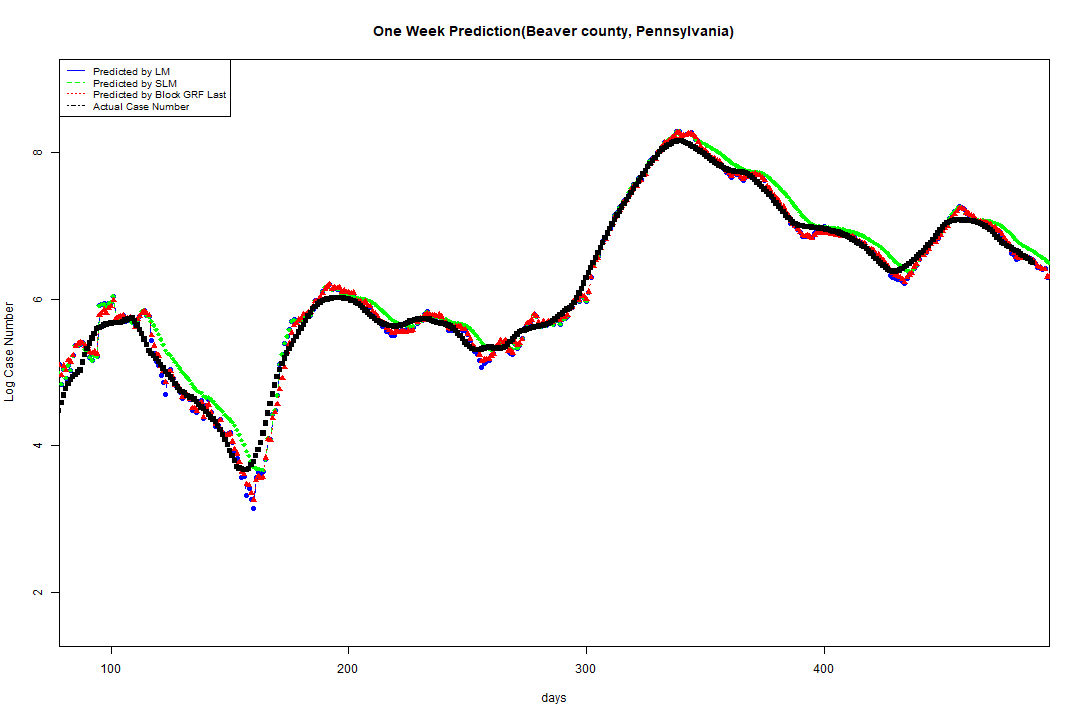 One Week Prediction(Beaver county, Pennsylvania)
Predicted by LM
Predicted by SLM
Predicted by Block GRF Last
Actual Case Number
8
6
4
2
Log Case Number
100 200 300 400
days